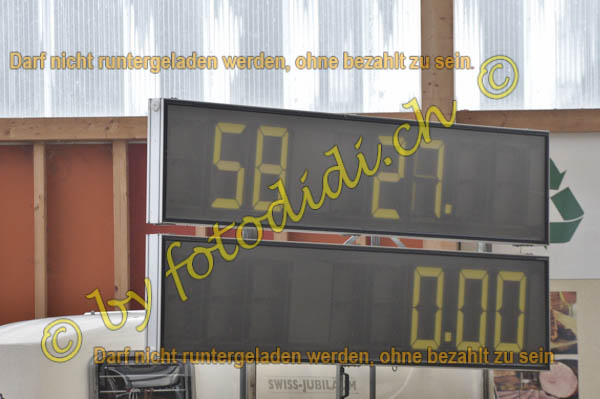 Darf nicht runtergeladen werden, ohne bezahlt zu sein.
58 27.
0.00
© by fotodidi.ch ©
Darf nicht runtergeladen werden, ohne bezahlt zu sein
SWISS-JUBILÄUM